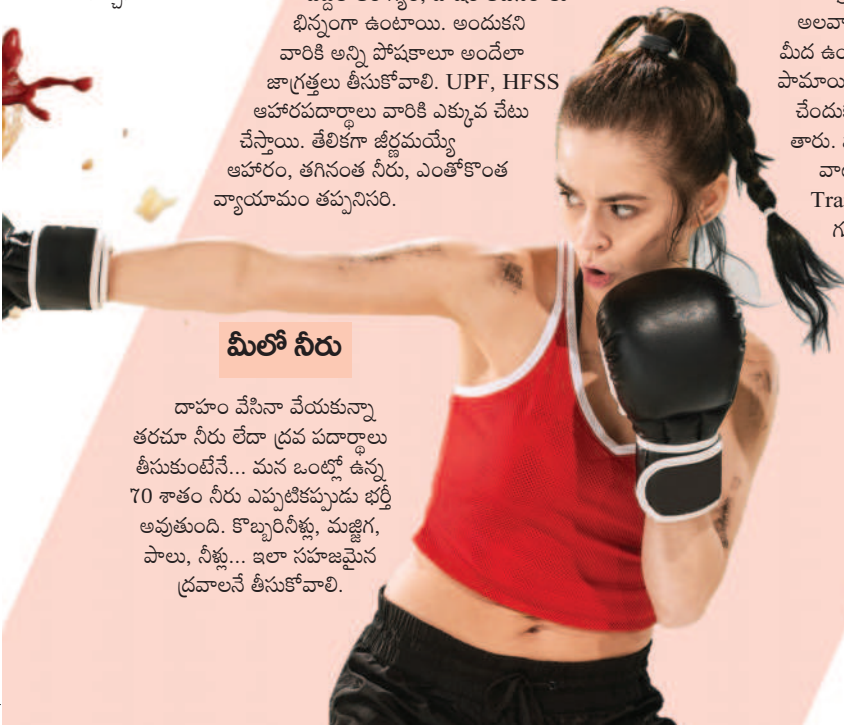 భిన్నంగా ఉంటాయి. అందుకని
వారికి అన్ని పోషకాలూ అందేలా
జాగ్రత్తలు తీసుకోవాలి. UPF, HFSS
ఆహారపదార్థాలు వారికి ఎక్కువ చేటు
చేస్తాయి. తేలికగా జీర్ణమయ్యే
ఆహారం, తగినంత నీరు, ఎంతోకొంత
వ్యాయామం తప్పనిసరి.
మీలో నీరు
దాహం వేసినా వేయకున్నా
తరచూ నీరు లేదా ద్రవ పదార్థాలు
తీసుకుంటేనే... మన ఒంట్లో ఉన్న
70 శాతం నీరు ఎప్పటికప్పుడు భర్తీ
అవుతుంది. కొబ్బరినీళ్లు, మజ్జిగ,
పాలు, నీళ్లు... ఇలా సహజమైన
ద్రవాలనే తీసుకోవాలి.
మీద
తారు.